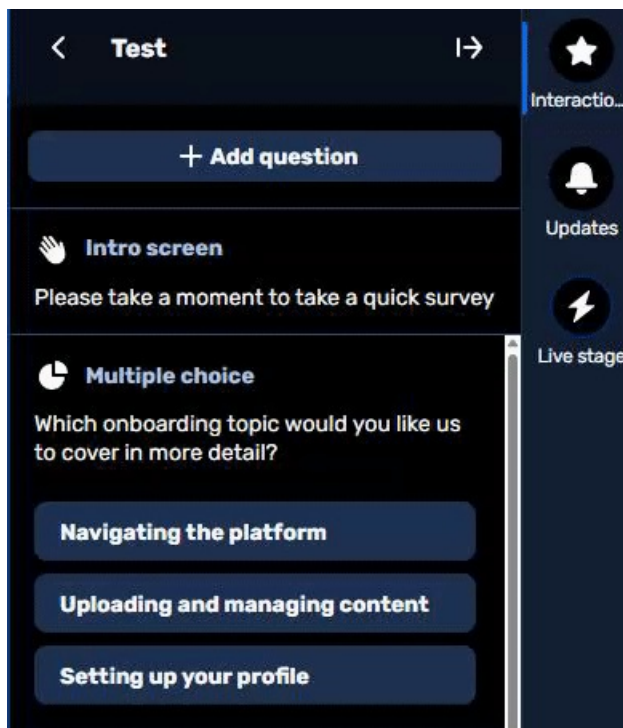 Test
+ Add question
Intro screen
Please take a moment to take a quick survey
Multiple choice
Which onboarding topic would you like us
to cover in more detail?
Navigating the platform
Uploading and managing content
Setting up your profile
Interactio...
Updates
Live stage